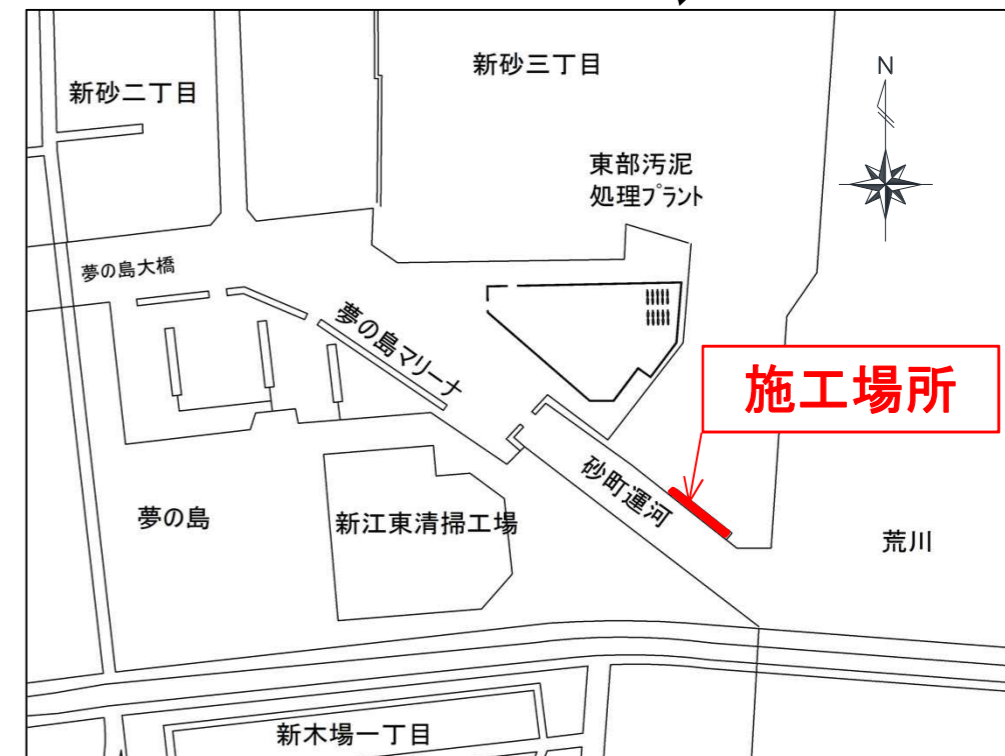 新砂二丁目
新砂三丁目
N
東部汚泥
処理プラント
夢の島大橋
夢の島マリーナ
施工場所
砂町運河
夢の島
新江東清掃工場
荒川
新木場一丁目